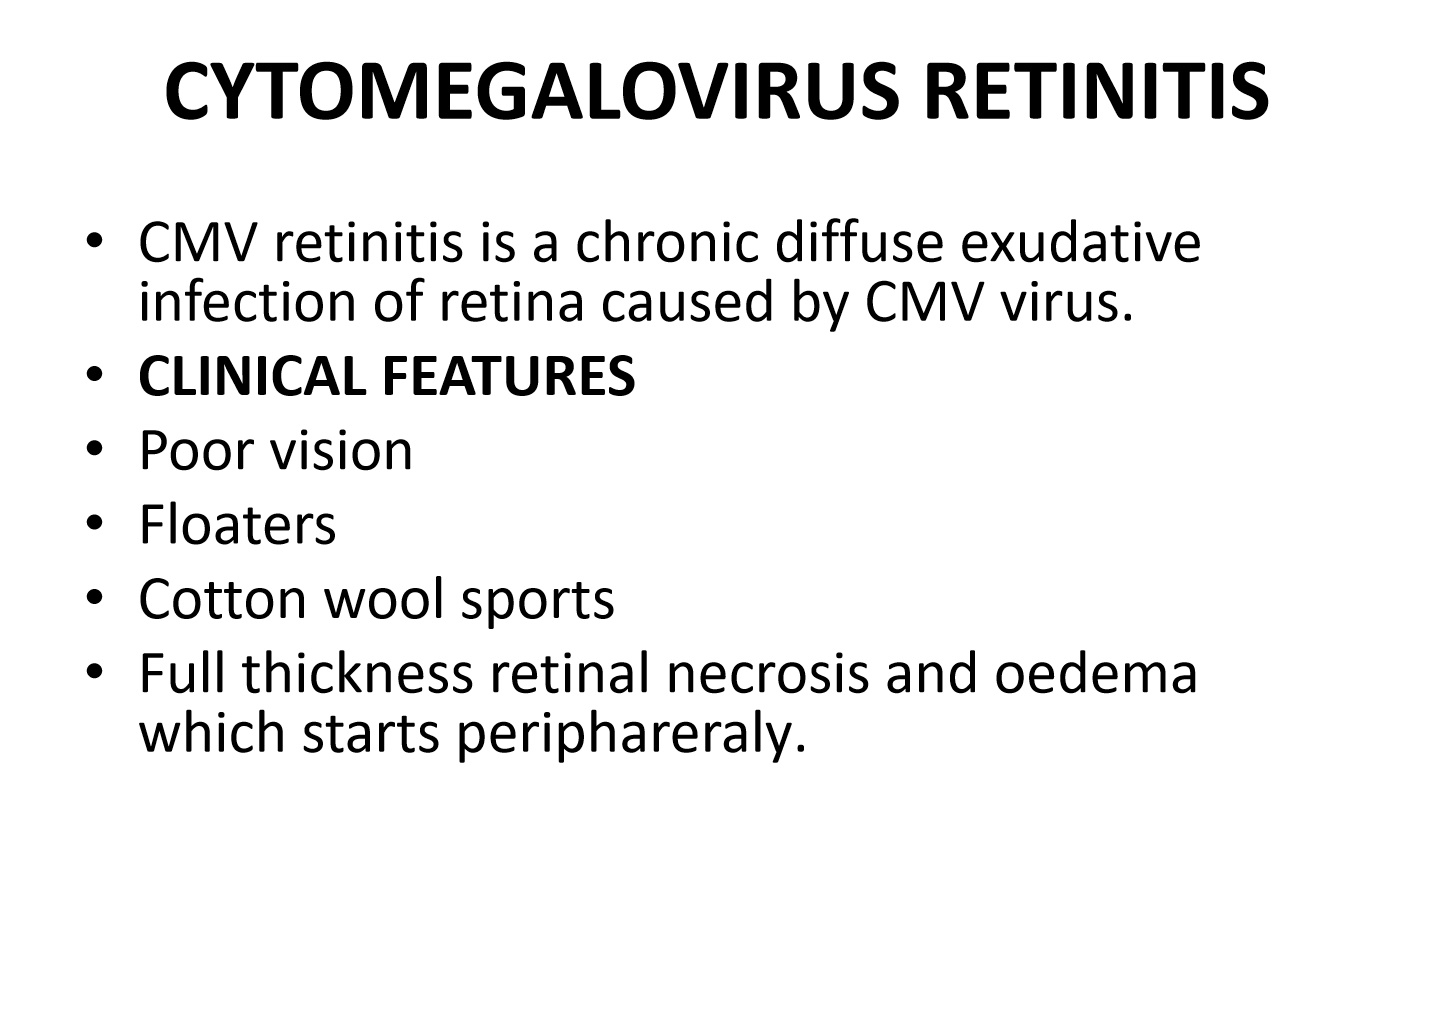 CYTOMEGALOVIRUS RETINITIS
• CMV retinitis is a chronic diffuse exudative
infection of retina caused by CMV virus.
• CLINICAL FEATURES
• Poor vision
• Floaters
• Cotton wool sports
• Full thickness retinal necrosis and oedema
which starts periphareraly.